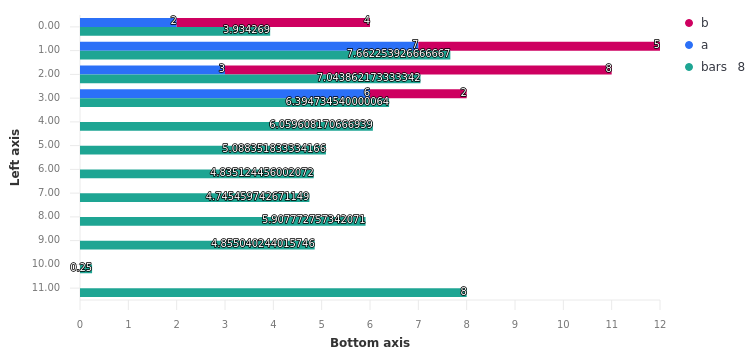 0.00 2 4 b
3.934269
1.00 7 5 a
7.662253926666667
2.00 3 8 bars 8
7.043862173333342
3.00 6 2
6.394734540000064
4.00 6.059608170666939
5.00 5.088351833334166
6.00 4.835124456002072
7.00 4.745459742671149
8.00 5.907772757342071
9.00 4.855040244015746
10.00 0.25
11.00 8
Left axis
0 1 2 3 4 5 6 7 8 9 10 11 12
Bottom axis